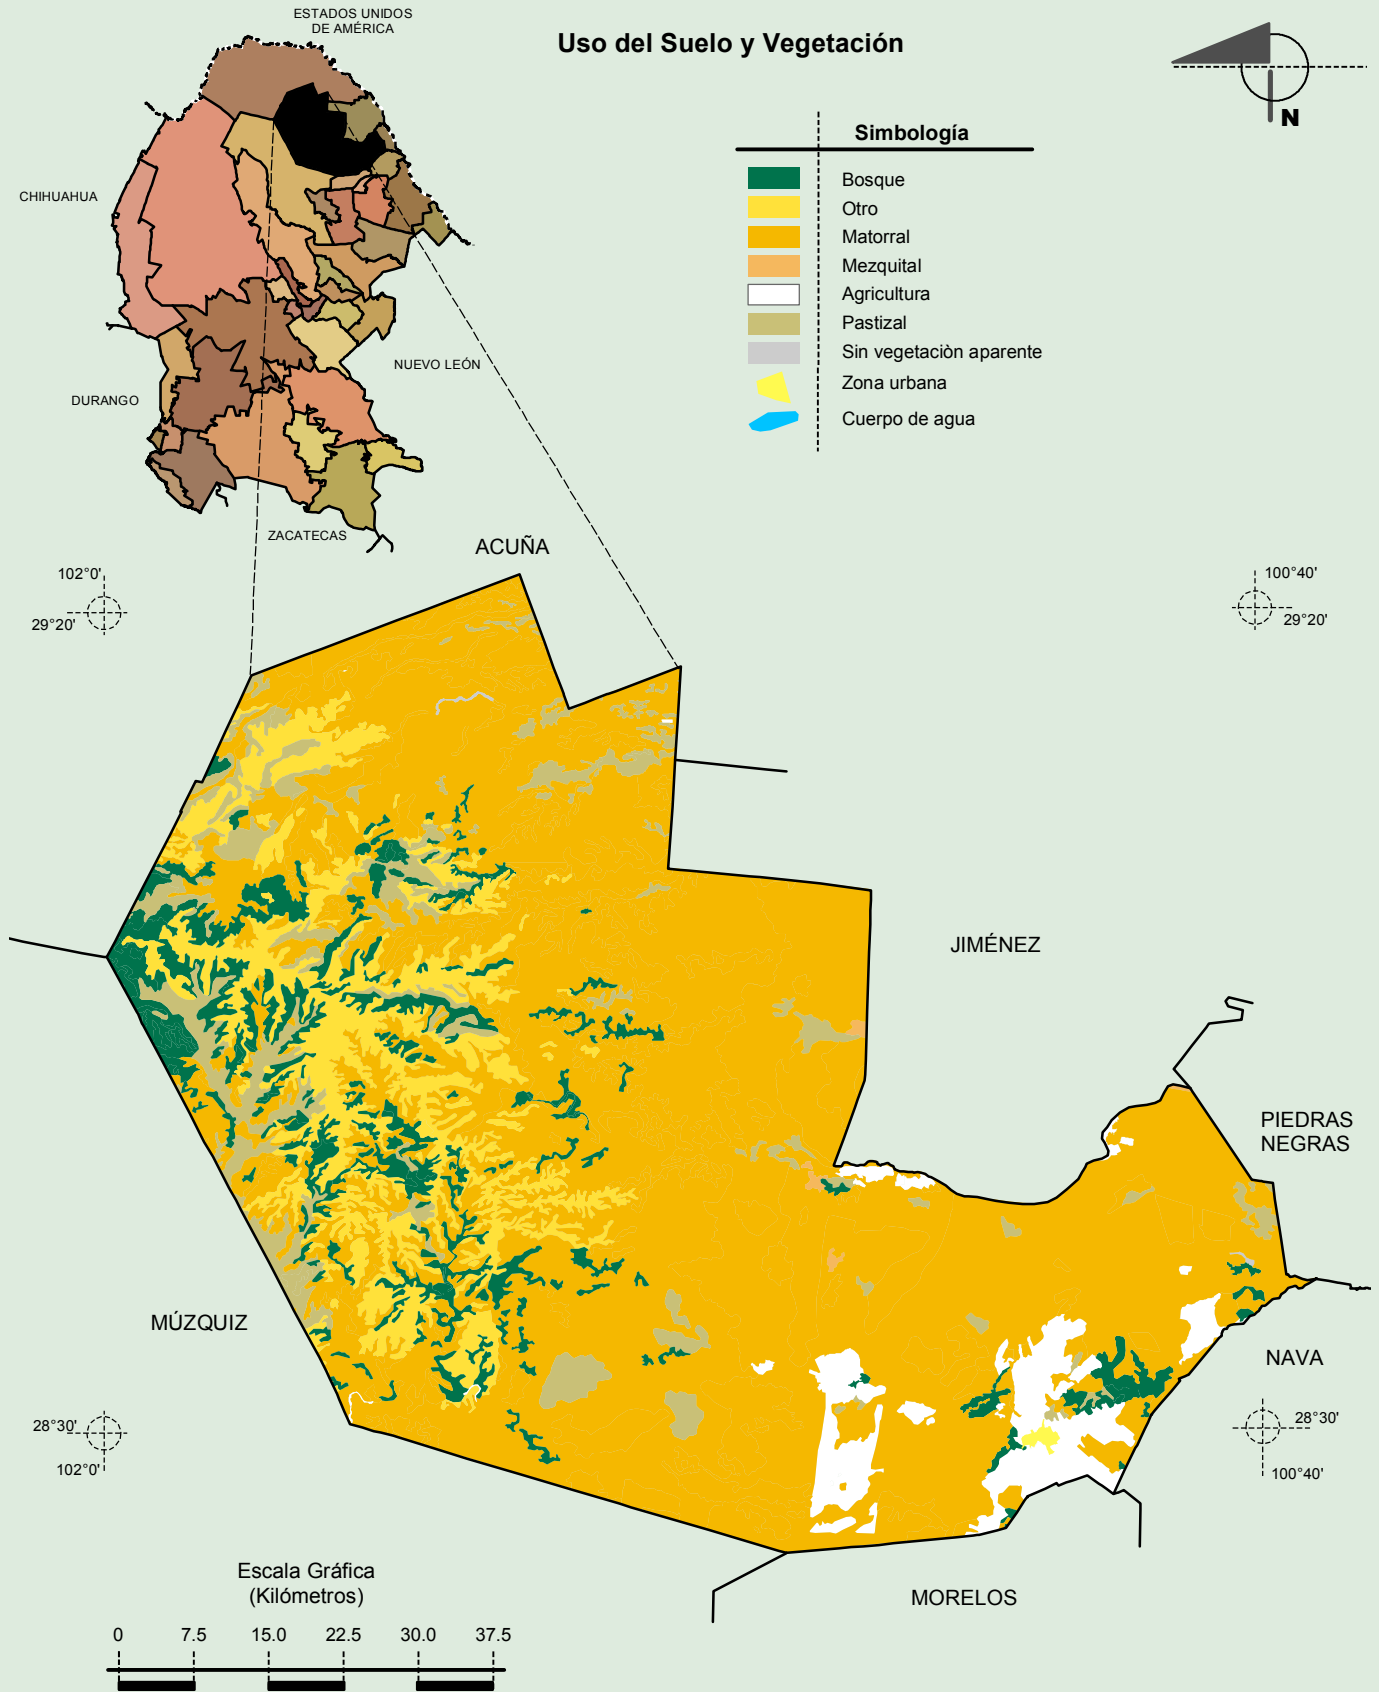 ESTADOS UNIDOS
DE AMÉRICA
Uso del Suelo y Vegetación
N
Simbología
Bosque
Otro
Matorral
Mezquital
Agricultura
Pastizal
Sin vegetaciòn aparente
Zona urbana
Cuerpo de agua
CHIHUAHUA
NUEVO LEÓN
DURANGO
ZACATECAS
ACUÑA
102°0'
29°20'
100°40'
29°20'
JIMÉNEZ
PIEDRAS
NEGRAS
MÚZQUIZ
NAVA
28°30'
102°0'
28°30'
100°40'
MORELOS
Escala Gráfica
(Kilómetros)
0 7.5 15.0 22.5 30.0 37.5